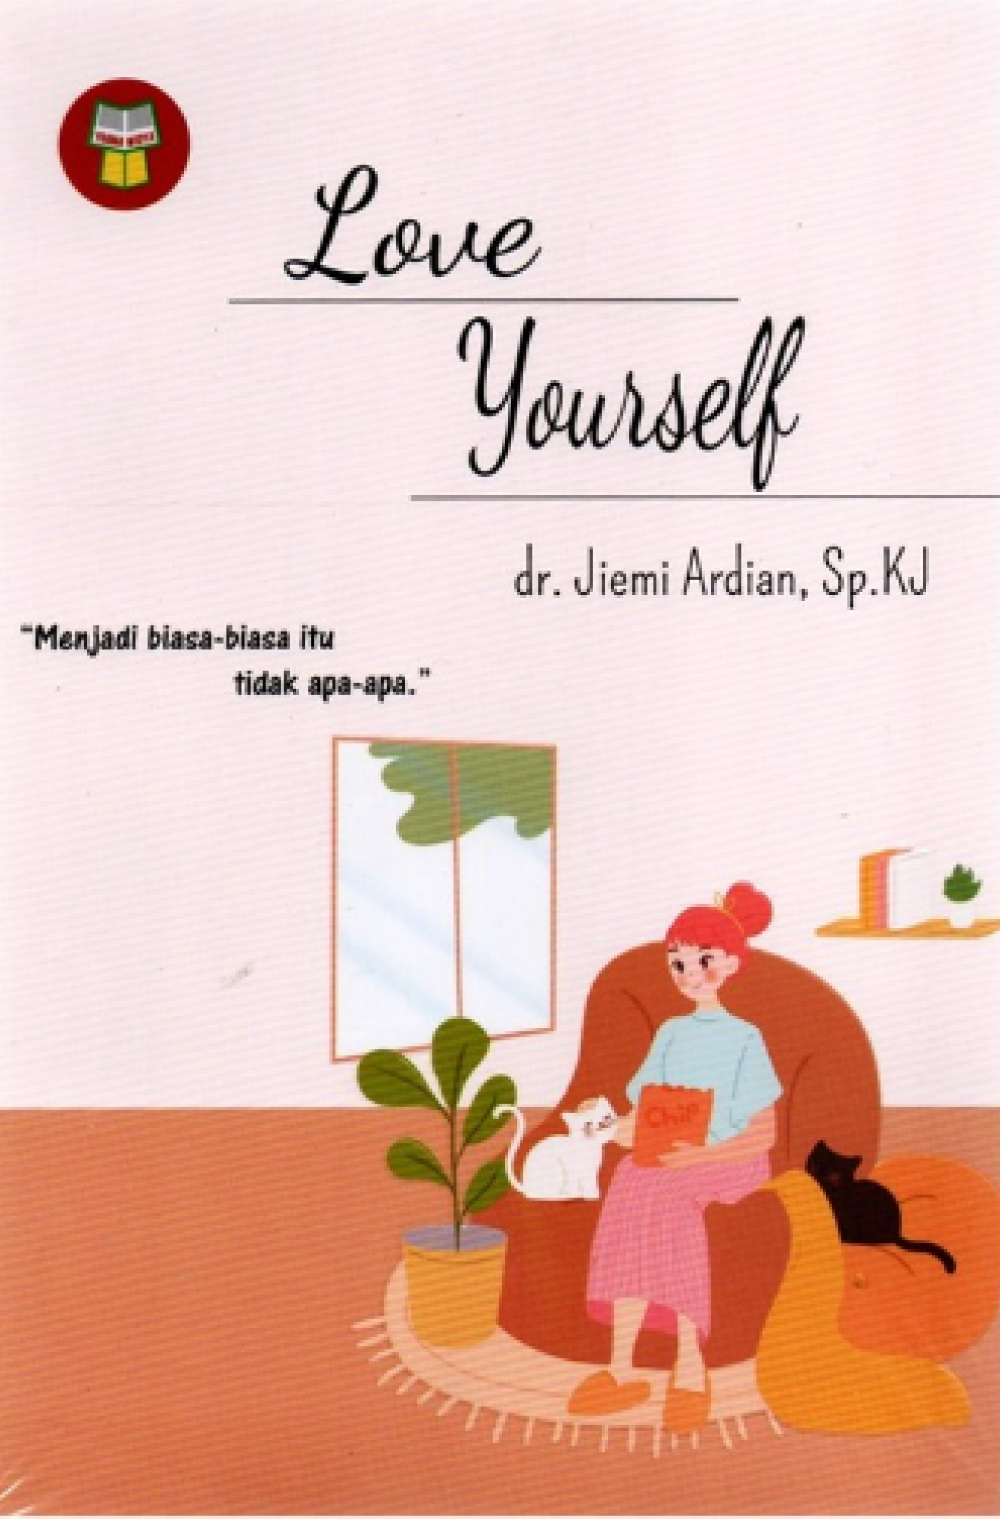 Love
Yourself
dr. Jiemi Ardian, Sp.KJ
“Menjadi biasa-biasa itu
tidak apa-apa.”
Chip